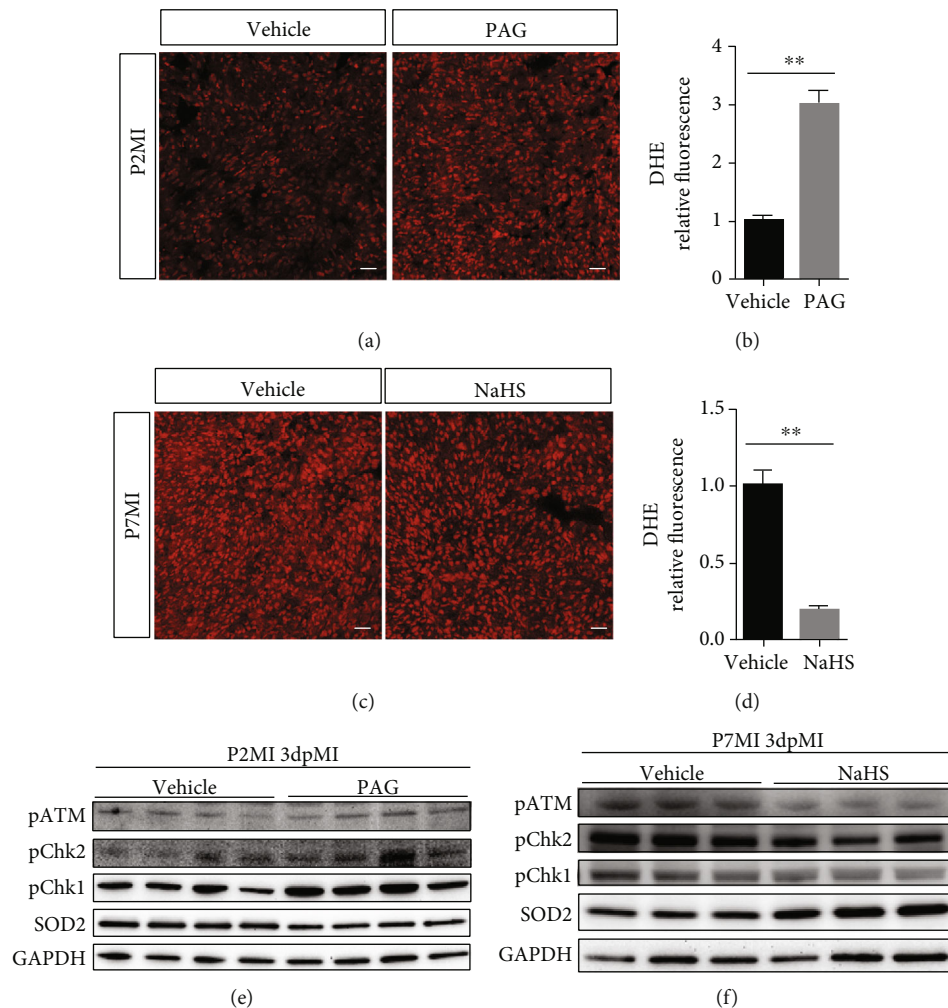 Vehicle PAG
P2MI
(a)
DHE
relative fluorescence
4
3
2
1
0
**
Vehicle PAG
(b)
Vehicle NaHS
P7MI
(c)
DHE
relative fluorescence
1.5
1.0
0.5
0.0
**
Vehicle NaHS
(d)
P2MI 3dpMI
Vehicle PAG
pATM
pChk2
pChk1
SOD2
GAPDH
(e)
P7MI 3dpMI
Vehicle NaHS
pATM
pChk2
pChk1
SOD2
GAPDH
(f)